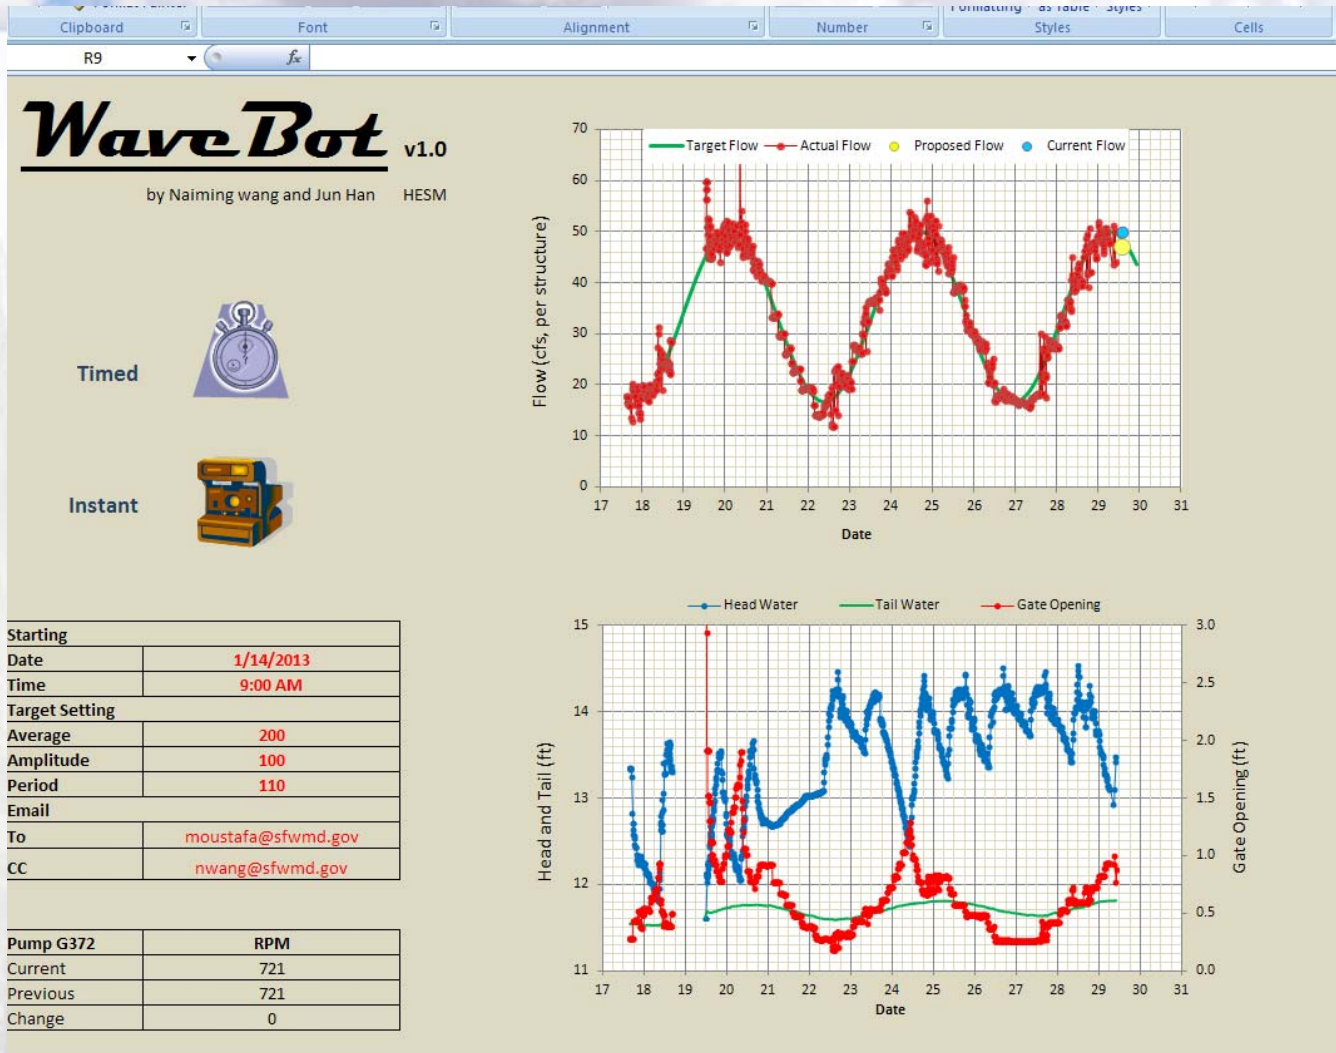 Clipboard Font Alignment Number Styles Cells
R9 fx
WaveBot v1.0
by Naiming wang and Jun Han HESM
Timed
Instant
Starting
Date 1/14/2013
Time 9:00 AM
Target Setting
Average 200
Amplitude 100
Period 110
Email
To moustafa@sfwmd.gov
CC nwang@sfwmd.gov
Pump G372 RPM
Current 721
Previous 721
Change 0
Target Flow Actual Flow Proposed Flow Current Flow
Flow (cfs, per structure)
70
60
50
40
30
20
10
0
17 18 19 20 21 22 23 24 25 26 27 28 29 30 31
Date
Head Water Tail Water Gate Opening
Head and Tail (ft)
15
14
13
12
11
3.0
2.5
2.0
1.5
1.0
0.5
0.0
Gate Opening (ft)
17 18 19 20 21 22 23 24 25 26 27 28 29 30 31
Date